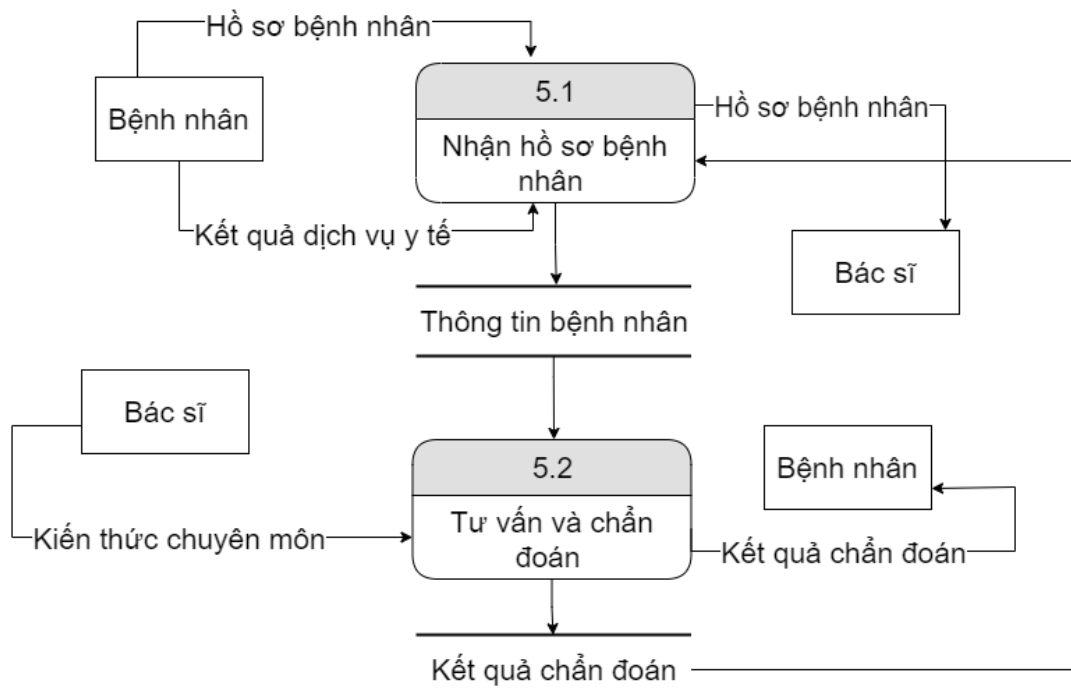 Hồ sơ bệnh nhân
Bệnh nhân
5.1
Nhận hồ sơ bệnh
nhân
Hồ sơ bệnh nhân
Kết quả dịch vụ y tế
Bác sĩ
Thông tin bệnh nhân
Bác sĩ
5.2
Tư vấn và chẩn
đoán
Bệnh nhân
Kiến thức chuyên môn
Kết quả chẩn đoán
Kết quả chẩn đoán